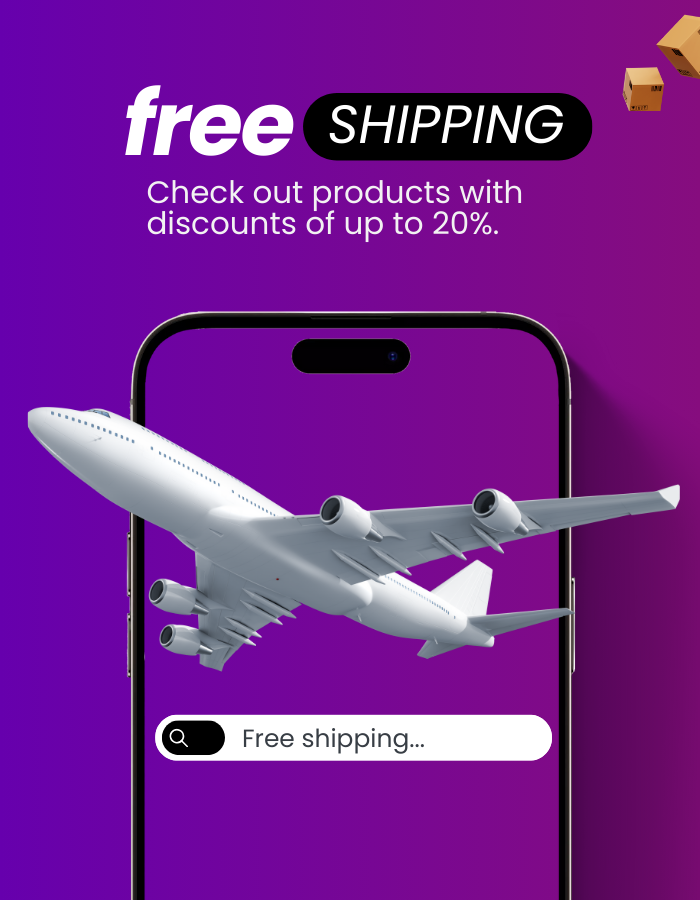 free SHIPPING
Check out products with
discounts of up to 20%.
Free shipping...